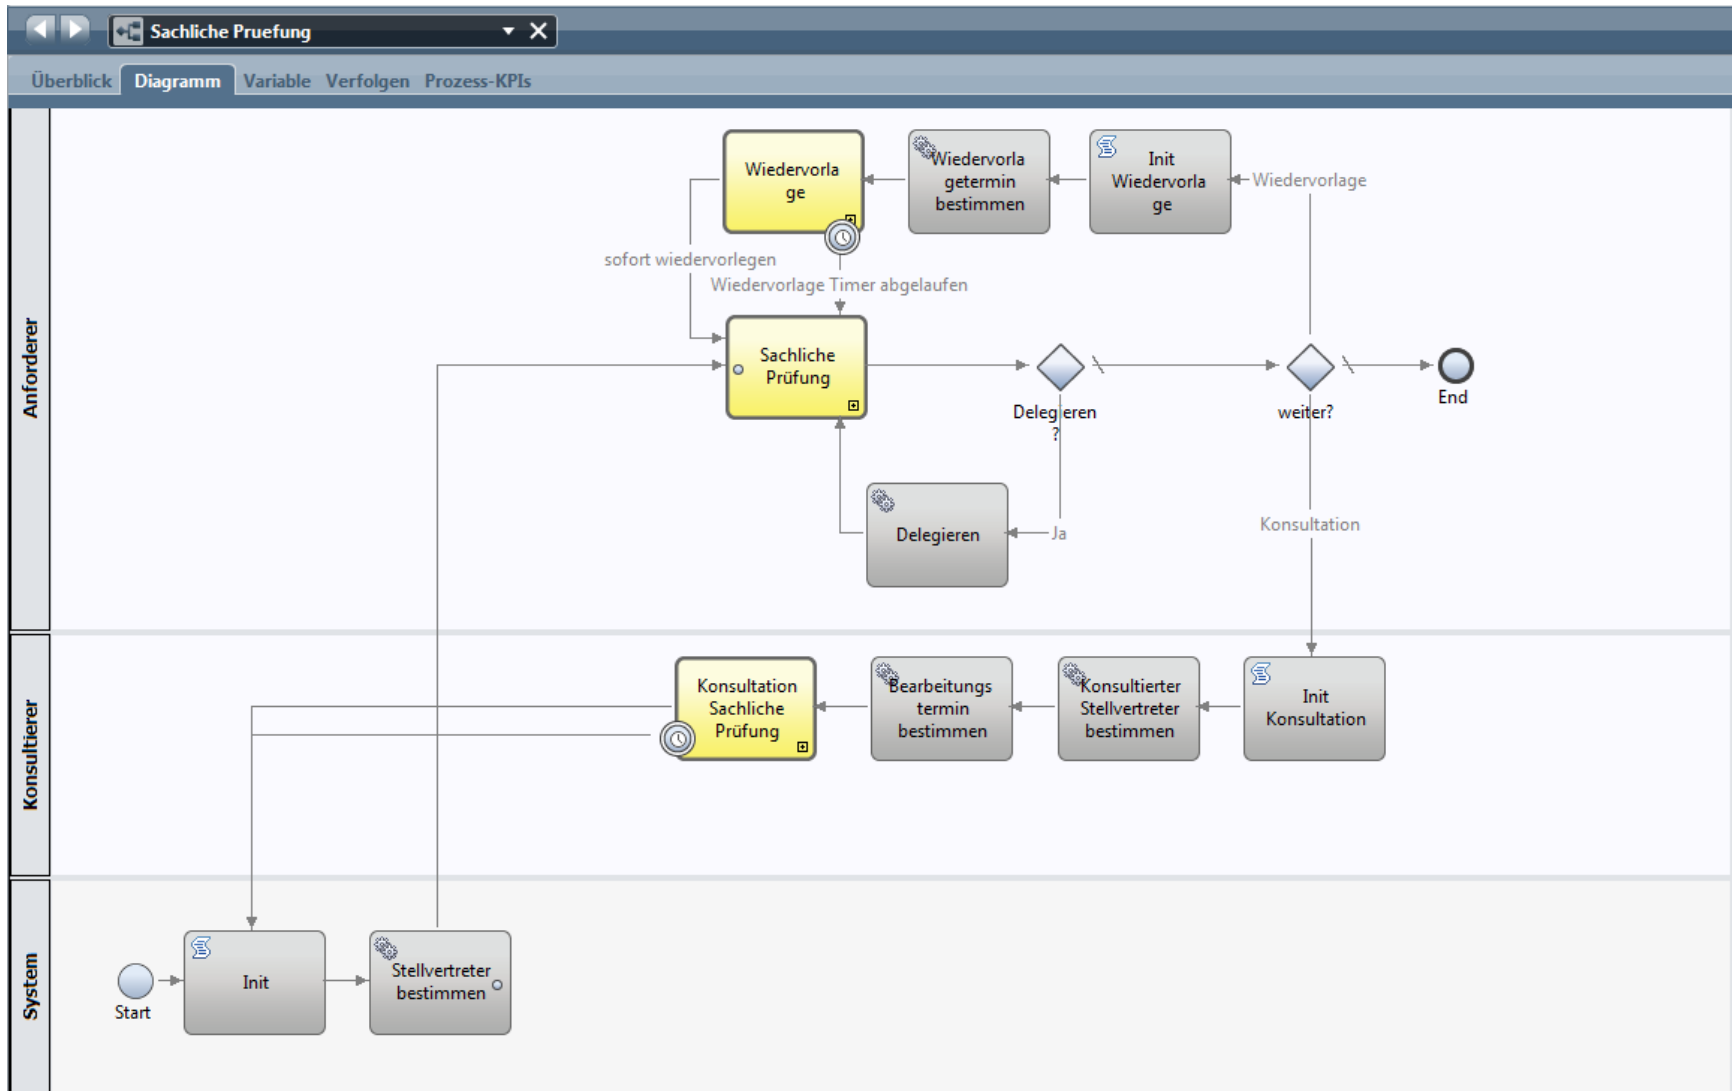 Sachliche Pruefung
Überblick Diagramm Variable Verfolgen Prozess-KPIs
Anforderer
Wiedervorla
ge
Wiedervorla
getermin
bestimmen
Init
Wiedervorla
ge
Wiedervorlage
sofort wiedervorlegen
Wiedervorlage Timer abgelaufen
Sachliche
Prüfung
Delegieren
?
weiter?
End
Delegieren
Ja
Konsultation
Konsultierer
Konsultation
Sachliche
Prüfung
Bearbeitungs
termin
bestimmen
Konsultierter
Stellvertreter
bestimmen
Init
Konsultation
System
Start
Init
Stellvertreter
bestimmen